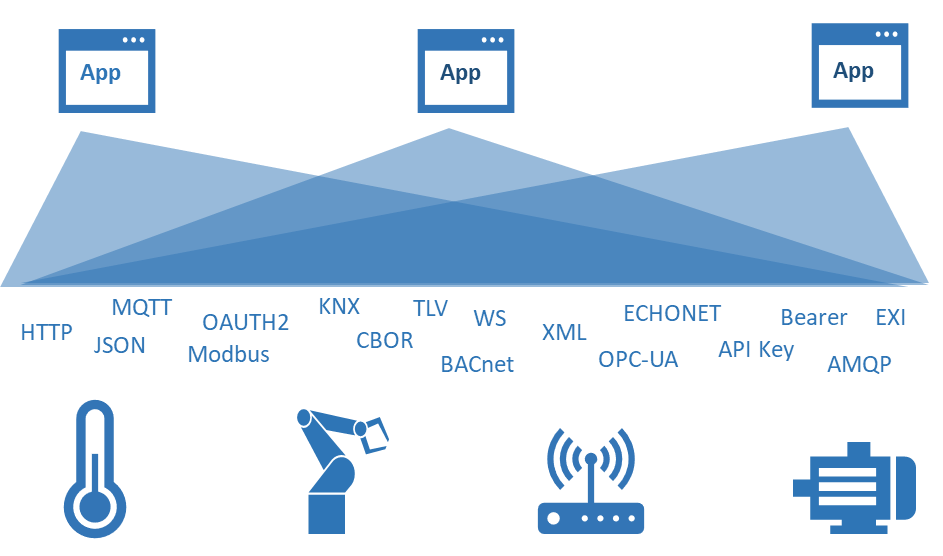 App
App
App
HTTP
MQTT
JSON
OAUTH2
Modbus
KNX
CBOR
TLV
WS
BACnet
XML
ECHONET
OPC-UA
API Key
Bearer
EXI
AMQP